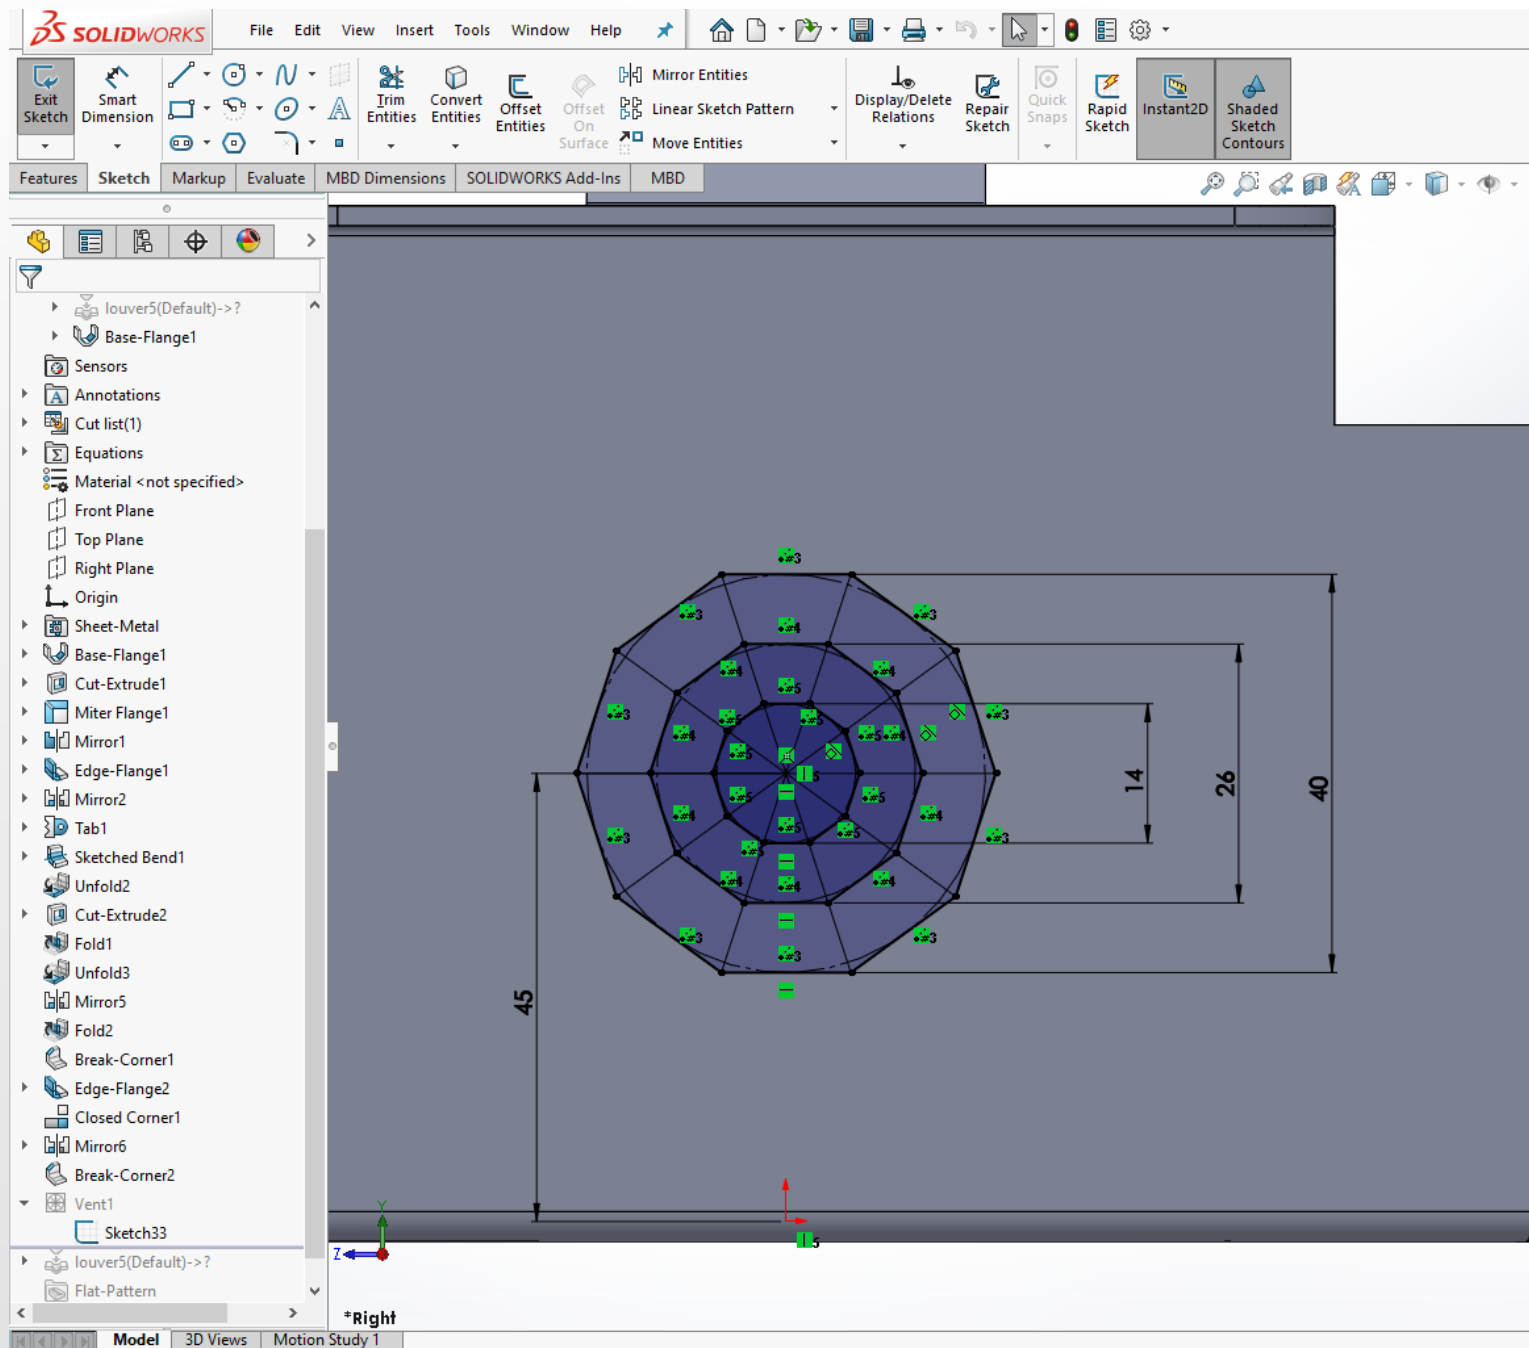 SOLIDWORKS
File Edit View Insert Tools Window Help
Exit Sketch
Smart Dimension
Trim Entities
Convert Entities
Offset Entities
Offset On Surface
Mirror Entities
Linear Sketch Pattern
Move Entities
Display/Delete Relations
Repair Sketch
Quick Snaps
Rapid Sketch
Instant2D
Shaded Sketch Contours
Features Sketch Markup Evaluate MBD Dimensions SOLIDWORKS Add-Ins MBD
louver5(Default)->?
Base-Flange1
Sensors
Annotations
Cut list(1)
Equations
Material <not specified>
Front Plane
Top Plane
Right Plane
Origin
Sheet-Metal
Base-Flange1
Cut-Extrude1
Miter Flange1
Mirror1
Edge-Flange1
Mirror2
Tab1
Sketched Bend1
Unfold2
Cut-Extrude2
Fold1
Unfold3
Mirror5
Fold2
Break-Corner1
Edge-Flange2
Closed Corner1
Mirror6
Break-Corner2
Vent1
Sketch33
louver5(Default)->?
Flat-Pattern
14
26
40
45
Y
Z
*Right
Model 3D Views Motion Study 1